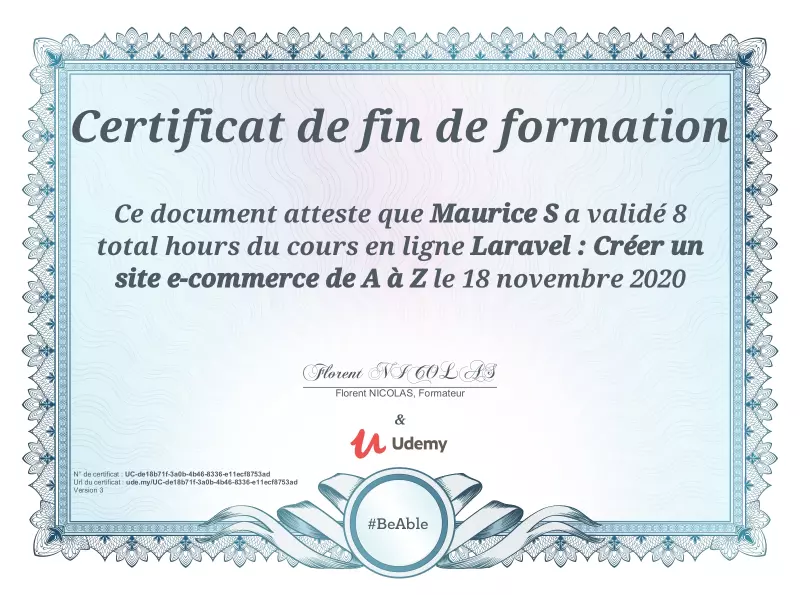 Certificat de fin de formation
Ce document atteste que Maurice S a validé 8
total hours du cours en ligne Laravel : Créer un
site e-commerce de A à Z le 18 novembre 2020
Florent NICOLAS
Florent NICOLAS, Formateur
&
Udemy
N° de certificat : UC-de18b71f-3a0b-4b46-8336-e11ecf8753ad
Url du certificat : ude.my/UC-de18b71f-3a0b-4b46-8336-e11ecf8753ad
Version 3
#BeAble